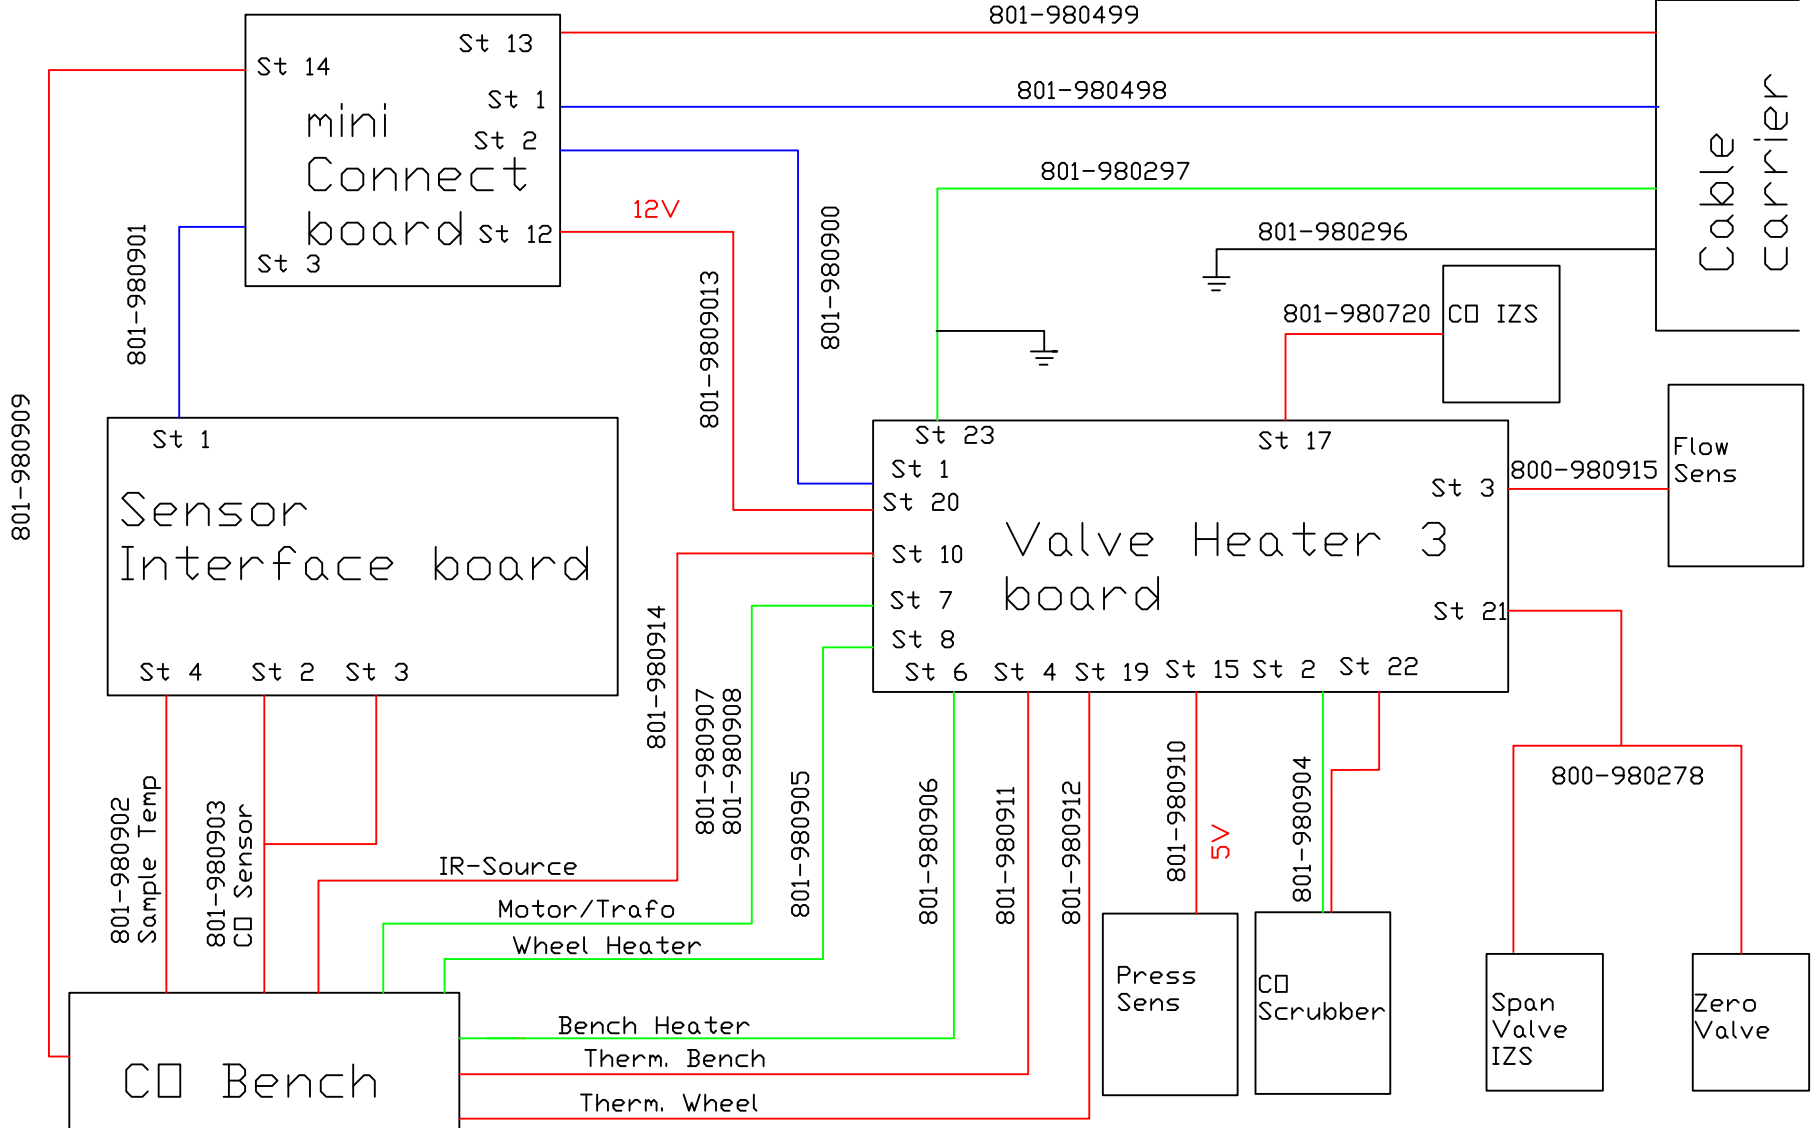 801-980499
St 13
St 14
801-980498
St 1
mini
St 2
Connect
801-980297
Cable
carrier
12V
board
St 12
801-980296
St 3
801-980901
801-980900
801-9809013
801-980720
CO IZS
801-980909
St 1
St 23
St 17
Flow
Sens
800-980915
St 1
St 3
St 20
Sensor
Interface board
Valve Heater 3
board
St 10
St 7
St 21
St 8
St 4
St 2
St 3
St 6
St 4
St 19
St 15
St 2
St 22
801-980914
801-980907
801-980908
801-980905
801-980906
801-980911
801-980912
801-980910
5V
801-980904
800-980278
801-980902
Sample Temp
801-980903
CO Sensor
IR-Source
Motor/Trafo
Wheel Heater
Press
Sens
CO
Scrubber
Span
Valve
IZS
Zero
Valve
Bench Heater
Therm. Bench
CO Bench
Therm. Wheel